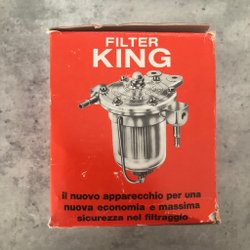 FILTER
KING
il nuovo apparecchio per una
nuova economia e massima
sicurezza nel filtraggio